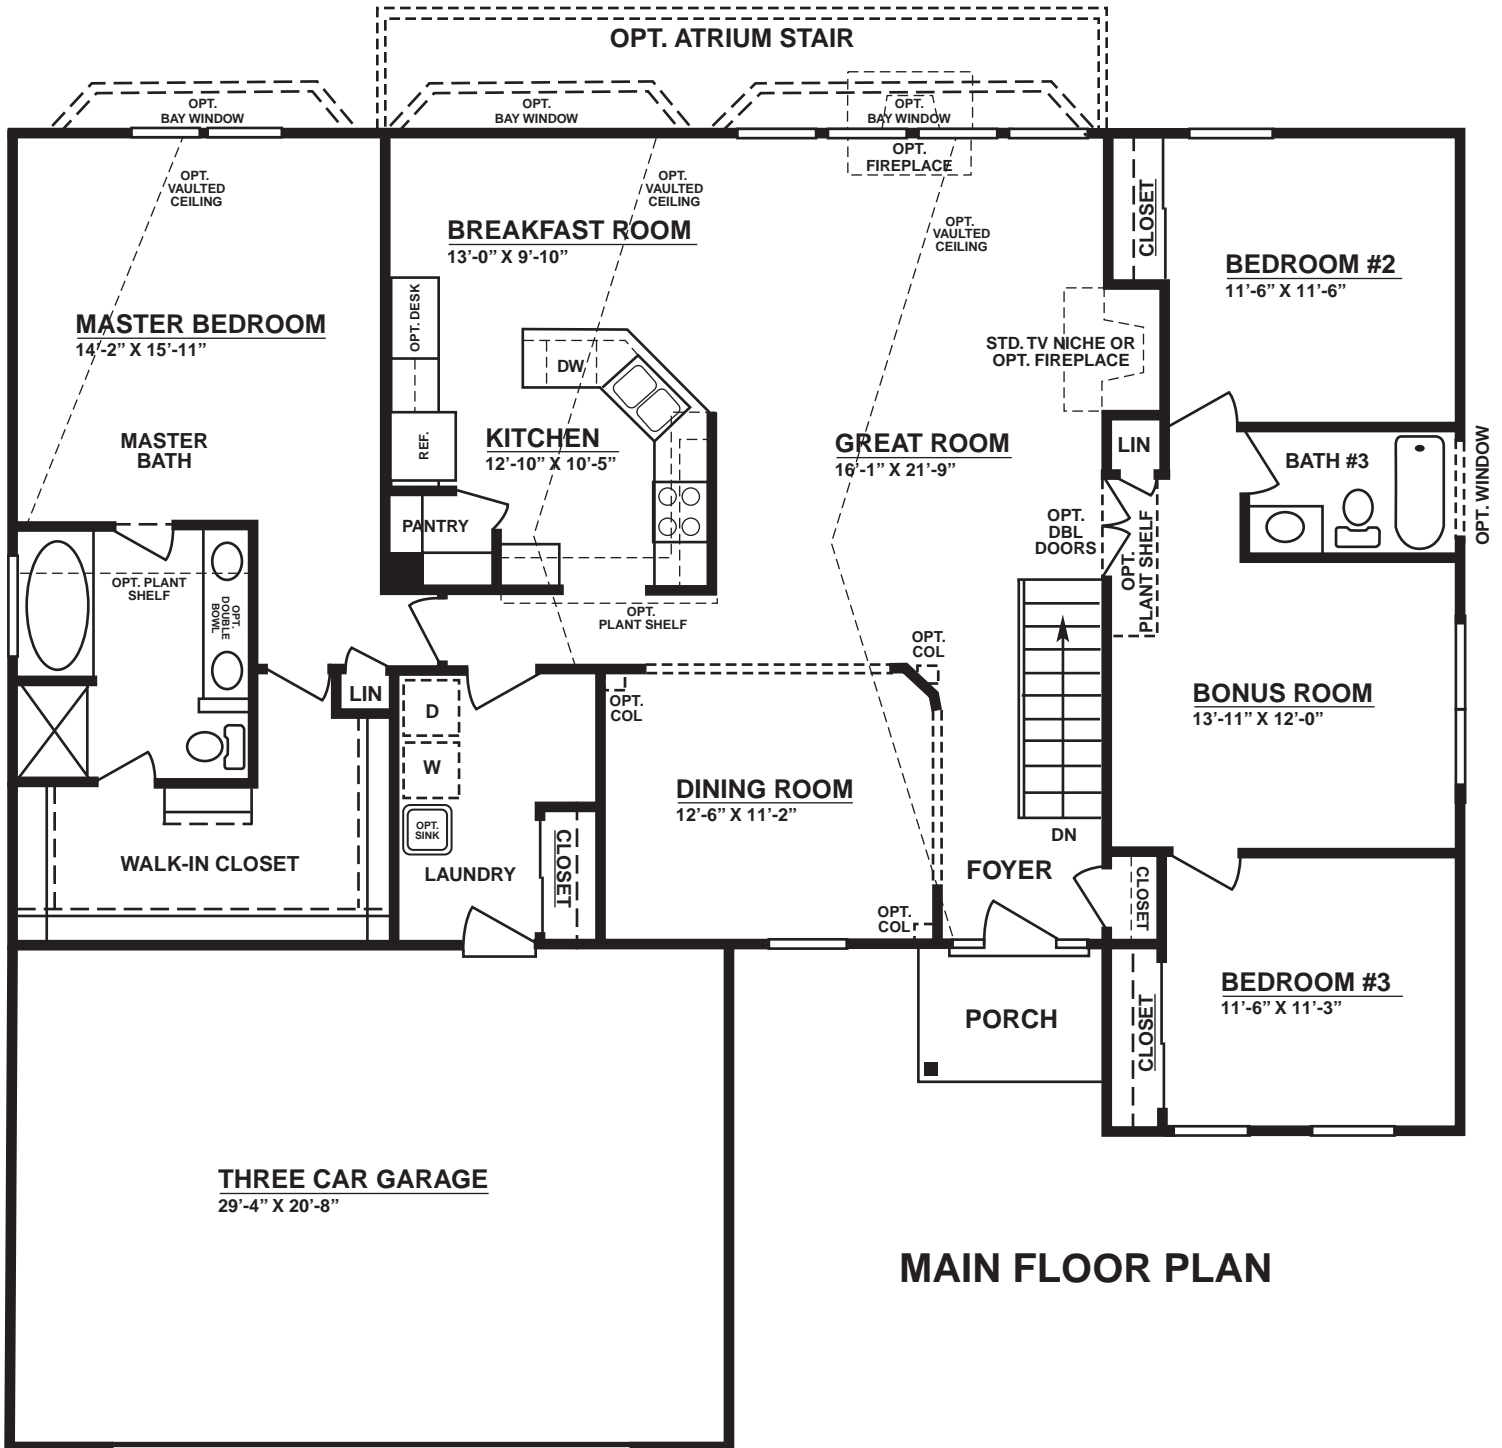 OPT. ATRIUM STAIR
OPT.
BAY WINDOW
OPT.
BAY WINDOW
OPT.
BAY WINDOW
OPT.
FIREPLACE
OPT.
VAULTED
CEILING
OPT.
VAULTED
CEILING
OPT.
VAULTED
CEILING
CLOSET
BREAKFAST ROOM
13'-0” X 9'-10”
BEDROOM #2
11'-6” X 11'-6”
MASTER BEDROOM
14'-2” X 15'-11”
OPT. DESK
DW
STD. TV NICHE OR
OPT. FIREPLACE
MASTER
BATH
REF.
KITCHEN
12'-10” X 10'-5”
GREAT ROOM
16'-1” X 21'-9”
LIN
BATH #3
OPT. WINDOW
PANTRY
OPT.
DBL
DOORS
OPT.
PLANT SHELF
OPT. PLANT
SHELF
OPT.
DOUBLE
BOWL
OPT.
PLANT SHELF
OPT.
COL
LIN
D
OPT.
COL
BONUS ROOM
13'-11” X 12'-0”
W
DINING ROOM
12'-6” X 11'-2”
OPT.
SINK
DN
WALK-IN CLOSET
LAUNDRY
CLOSET
FOYER
CLOSET
OPT.
COL
BEDROOM #3
11'-6” X 11'-3”
PORCH
CLOSET
THREE CAR GARAGE
29'-4” X 20'-8”
MAIN FLOOR PLAN